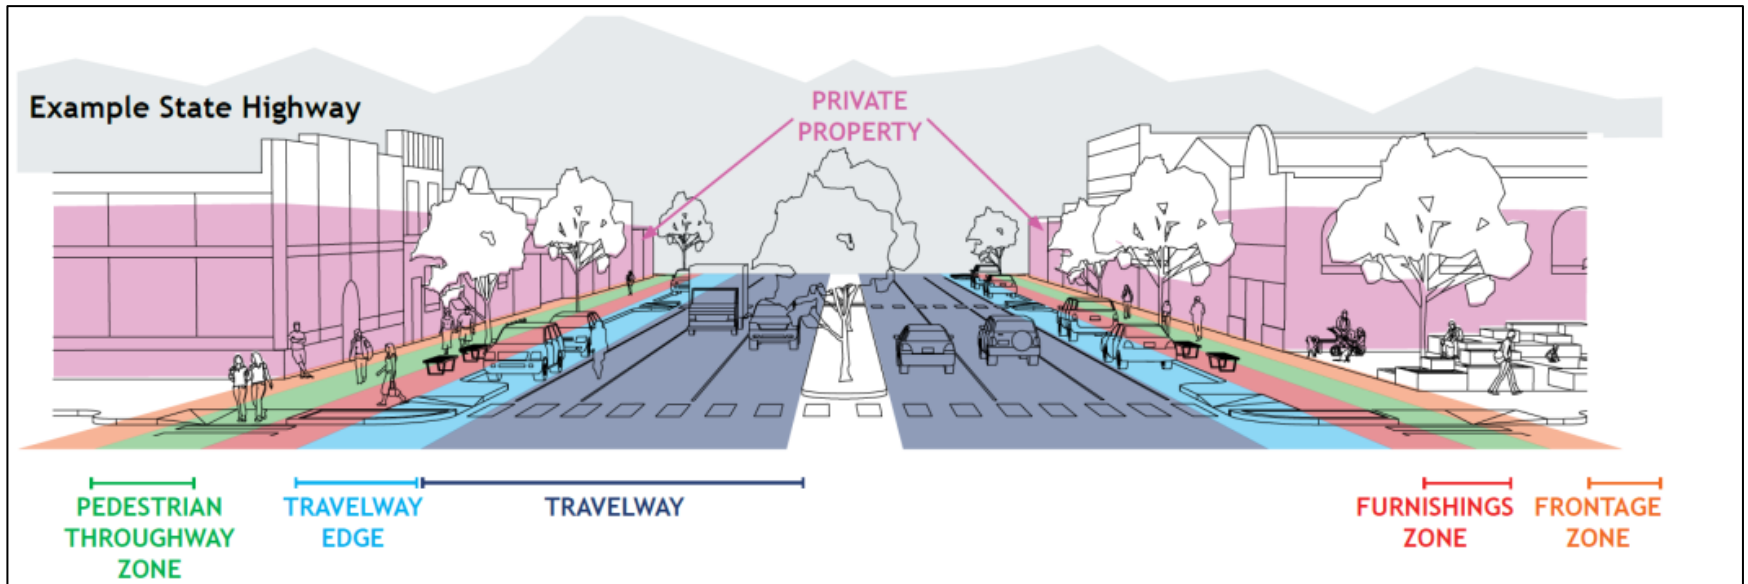 Example State Highway
PRIVATE
PROPERTY
PEDESTRIAN
THROUGHWAY
ZONE
TRAVELWAY
EDGE
TRAVELWAY
FURNISHINGS
ZONE
FRONTAGE
ZONE